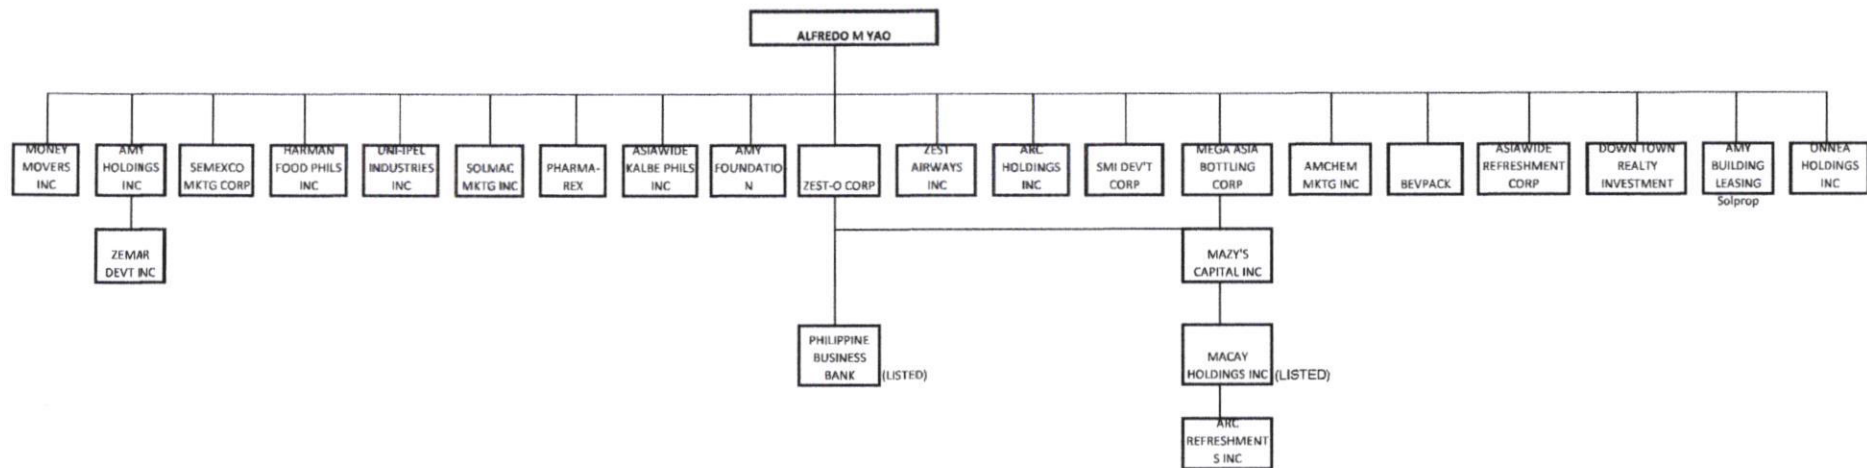 ALFREDO M YAO
MONEY
MOVERS
INC
AMY
HOLDINGS
INC
SEMEXCO
MKTG CORP
HARMAN
FOOD PHILS
INC
UNI-IPEL
INDUSTRIES
INC
SOLMAC
MKTG INC
PHARMA-
REX
ASIAWIDE
KALBE PHILS
INC
AMY
FOUNDATIO
N
ZEST-O CORP
ZEST
AIRWAYS
INC
ARC
HOLDINGS
INC
SMI DEV'T
CORP
MEGA ASIA
BOTTLING
CORP
AMCHEM
MKTG INC
BEVPACK
ASIAWIDE
REFRESHMENT
CORP
DOWN TOWN
REALTY
INVESTMENT
AMY
BUILDING
LEASING
Solprop
UNNEA
HOLDINGS
INC
ZEMAR
DEVT INC
MAZY'S
CAPITAL INC
PHILIPPINE
BUSINESS
BANK (LISTED)
MACAY
HOLDINGS INC (LISTED)
ARC
REFRESHMENT
S INC